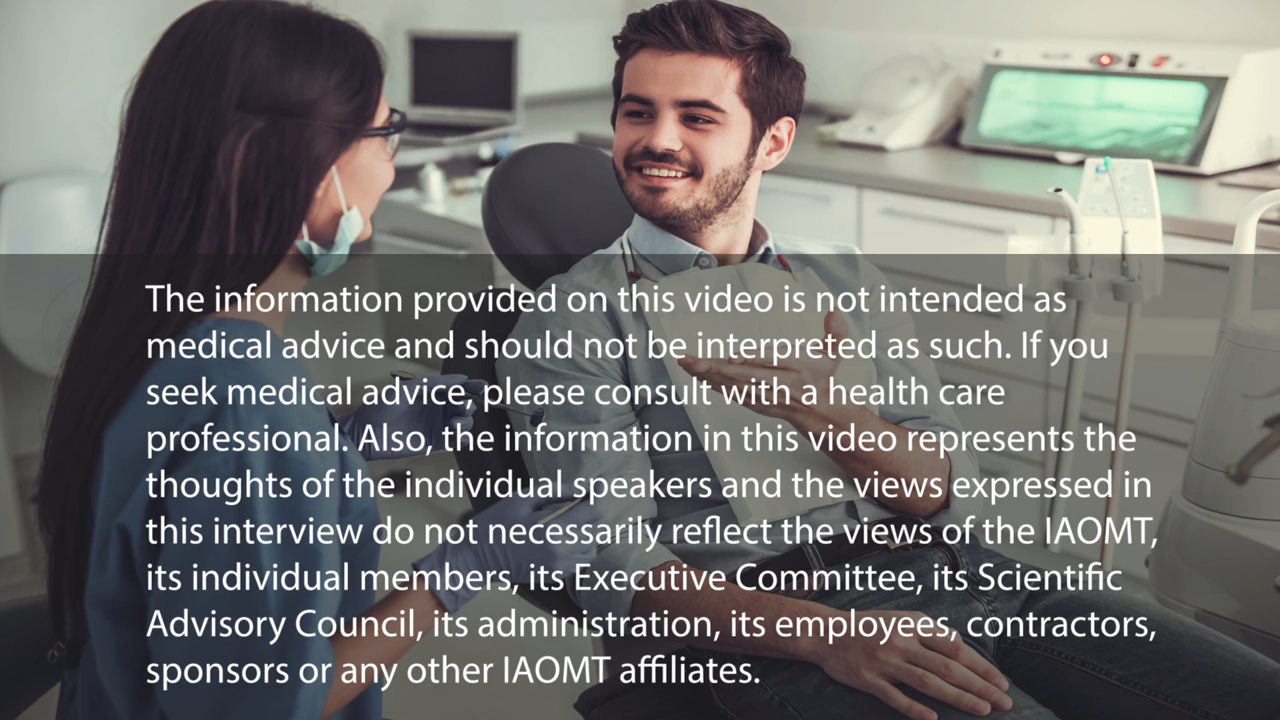 The information provided on this video is not intended as
medical advice and should not be interpreted as such. If you
seek medical advice, please consult with a health care
professional. Also, the information in this video represents the
thoughts of the individual speakers and the views expressed in
this interview do not necessarily reflect the views of the IAOMT,
its individual members, its Executive Committee, its Scientific
Advisory Council, its administration, its employees, contractors,
sponsors or any other IAOMT affiliates.